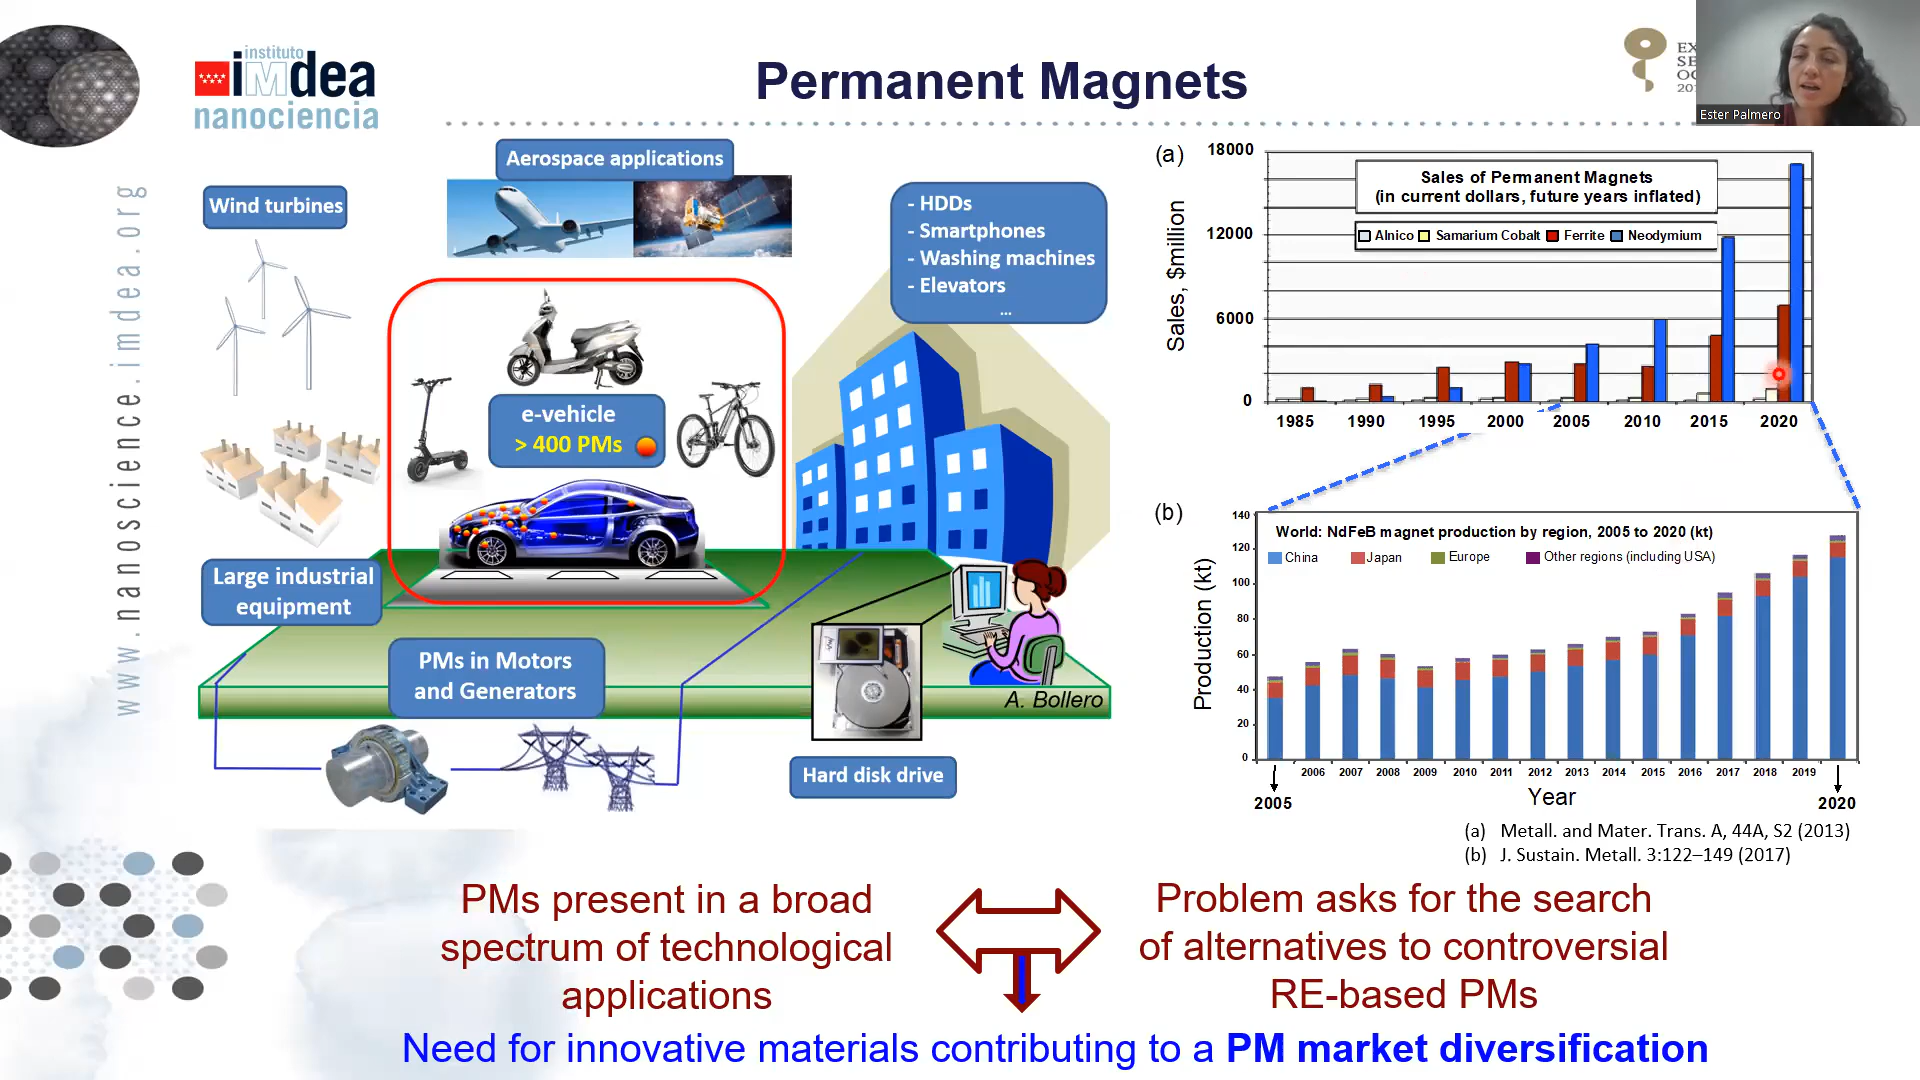 instituto
iMdea
nanociencia
Permanent Magnets
Ester Palmero
www.nanoscience.imdea.org
Wind turbines
Aerospace applications
- HDDs
- Smartphones
- Washing machines
- Elevators
...
e-vehicle
> 400 PMs
Large industrial
equipment
PMs in Motors
and Generators
A. Bollero
Hard disk drive
(a)
Sales of Permanent Magnets
(in current dollars, future years inflated)
Alnico Samarium Cobalt Ferrite Neodymium
Sales, $million
18000
12000
6000
0
1985 1990 1995 2000 2005 2010 2015 2020
(b)
World: NdFeB magnet production by region, 2005 to 2020 (kt)
China Japan Europe Other regions (including USA)
Production (kt)
140
120
100
80
60
40
20
0
2006 2007 2008 2009 2010 2011 2012 2013 2014 2015 2016 2017 2018 2019
2005 Year 2020
(a) Metall. and Mater. Trans. A, 44A, S2 (2013)
(b) J. Sustain. Metall. 3:122–149 (2017)
PMs present in a broad
spectrum of technological
applications
Problem asks for the search
of alternatives to controversial
RE-based PMs
Need for innovative materials contributing to a PM market diversification